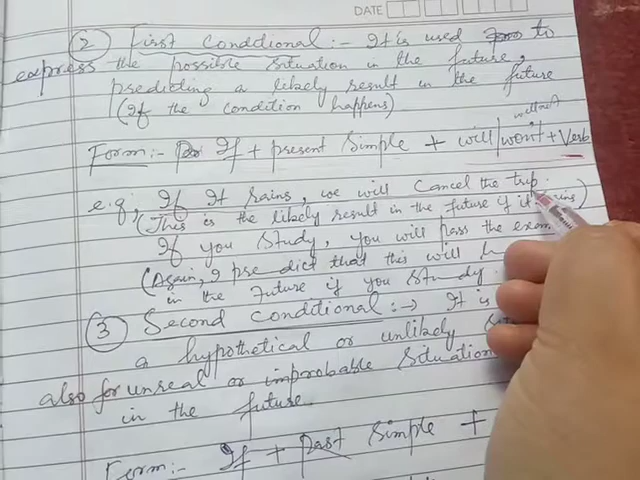 DATE
② First Conditional :- It is used to
express the possible situation in the future,
predicting a likely result in the future
(If the condition happens)
will not
Form:- If + present simple + will/won't + Verb
e.g, If It rains, we will Cancel the trip.
(This is the likely result in the future if it rains)
If you study, you will pass the exam
(Again, I predict that this will
in the future if you study.
③ Second Conditional :→ It is
a hypothetical or unlikely
also for unreal or improbable situation
in the future
Form:- If + Past simple +